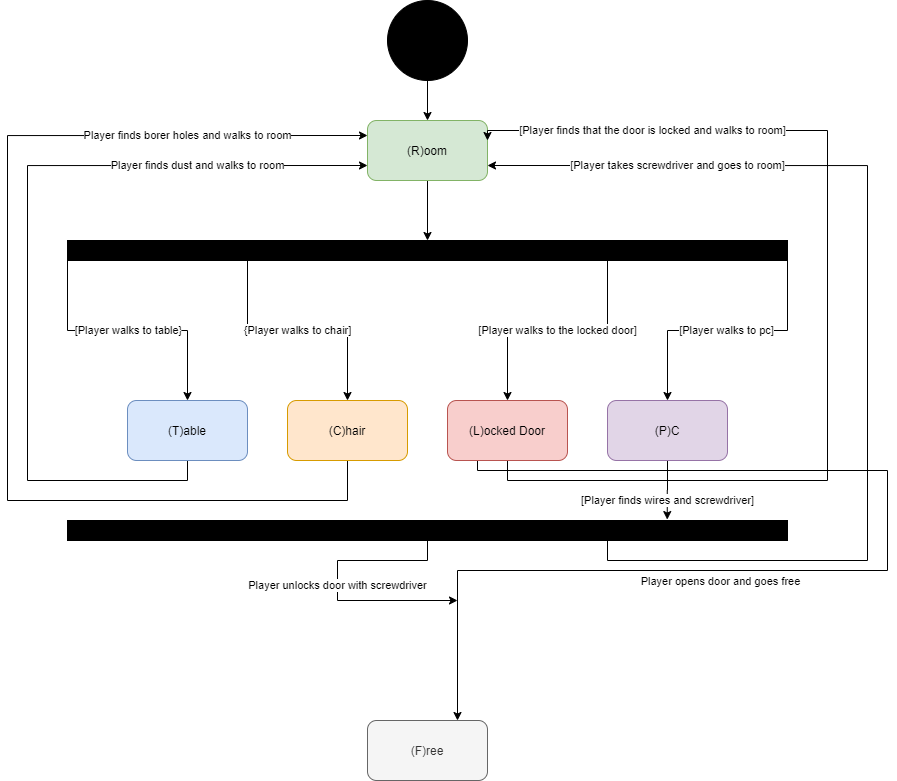 Player finds borer holes and walks to room
[Player finds that the door is locked and walks to room]
(R)oom
Player finds dust and walks to room
[Player takes screwdriver and goes to room]
[Player walks to table}
{Player walks to chair]
[Player walks to the locked door]
[Player walks to pc]
(T)able
(C)hair
(L)ocked Door
(P)C
[Player finds wires and screwdriver]
Player unlocks door with screwdriver
Player opens door and goes free
(F)ree